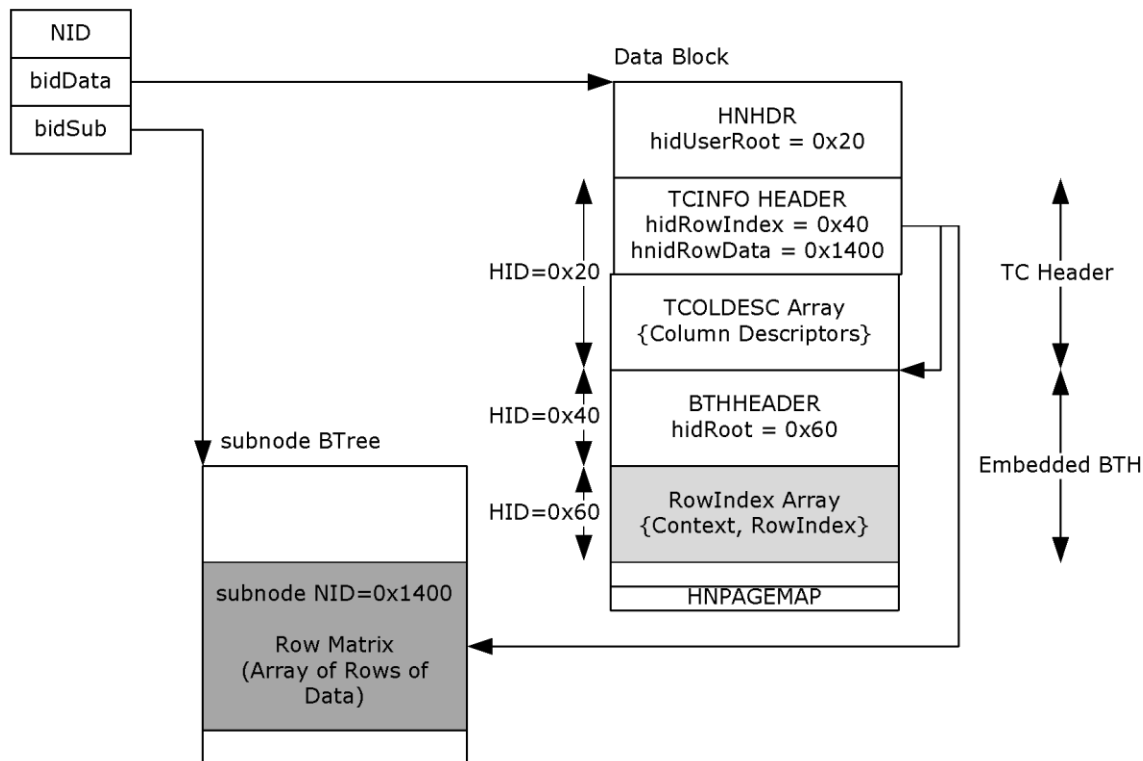 NID
bidData
bidSub
Data Block
HNHDR
hidUserRoot = 0x20
TCINFO HEADER
hidRowIndex = 0x40
hnidRowData = 0x1400
HID=0x20
TC Header
TCOLDESC Array
{Column Descriptors}
BTHHEADER
hidRoot = 0x60
HID=0x40
subnode BTree
Embedded BTH
RowIndex Array
{Context, RowIndex}
HID=0x60
HNPAGEMAP
subnode NID=0x1400
Row Matrix
(Array of Rows of
Data)